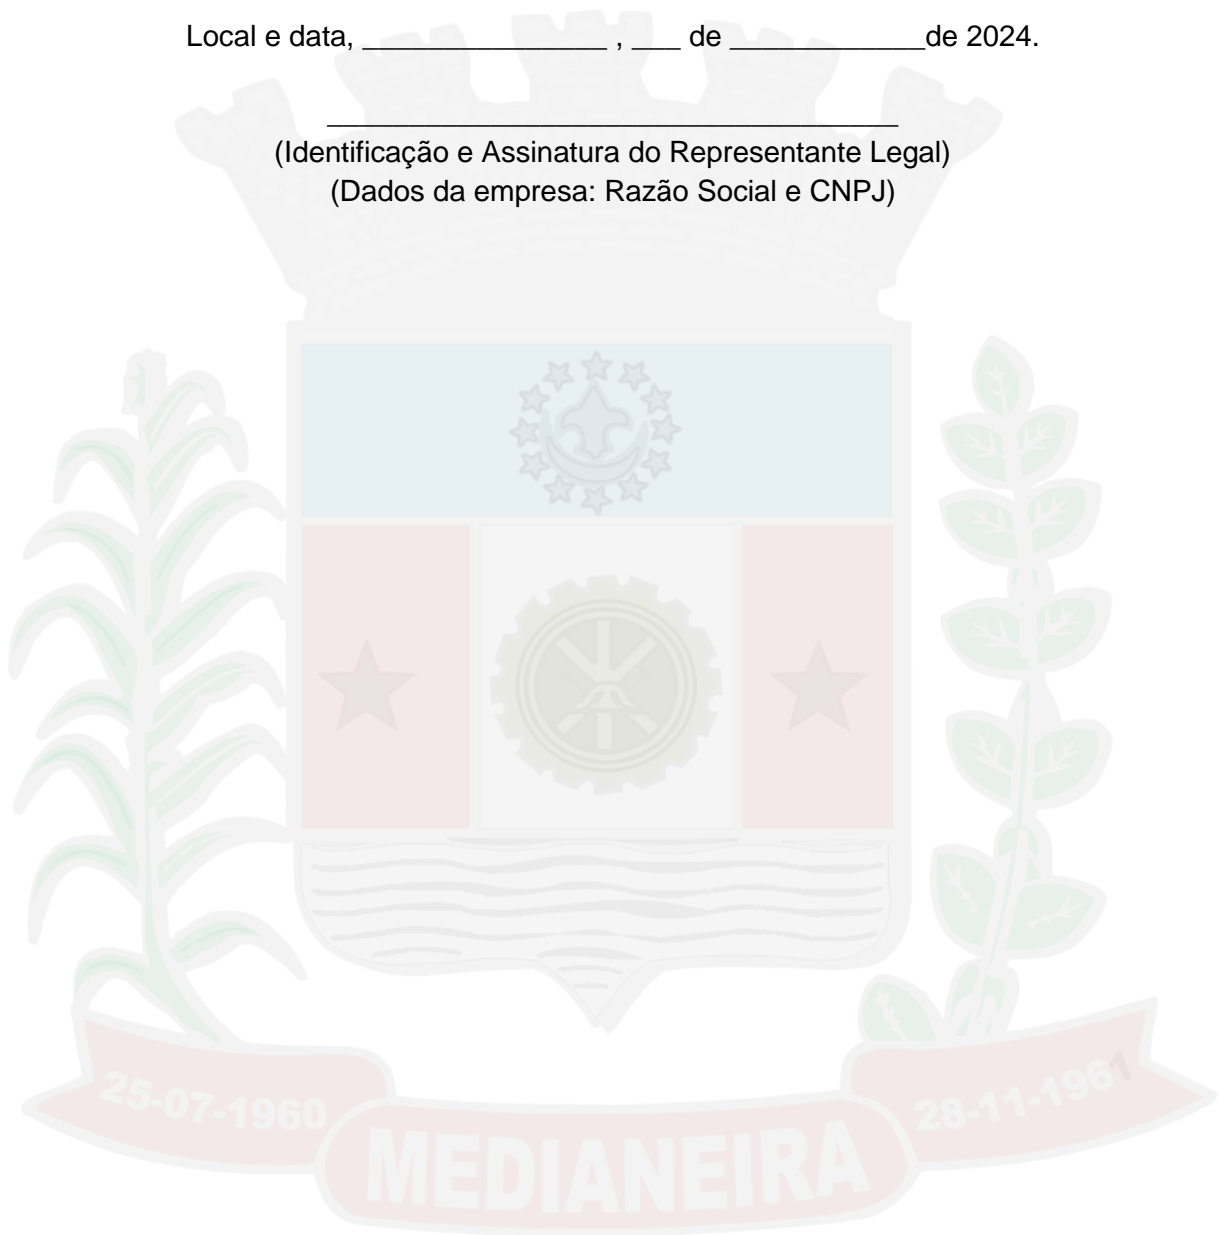 Local e data, _______________ , ___ de ____________de 2024.
___________________________________
(Identificação e Assinatura do Representante Legal)
(Dados da empresa: Razão Social e CNPJ)
25-07-1960
28-11-1961
MEDIANEIRA